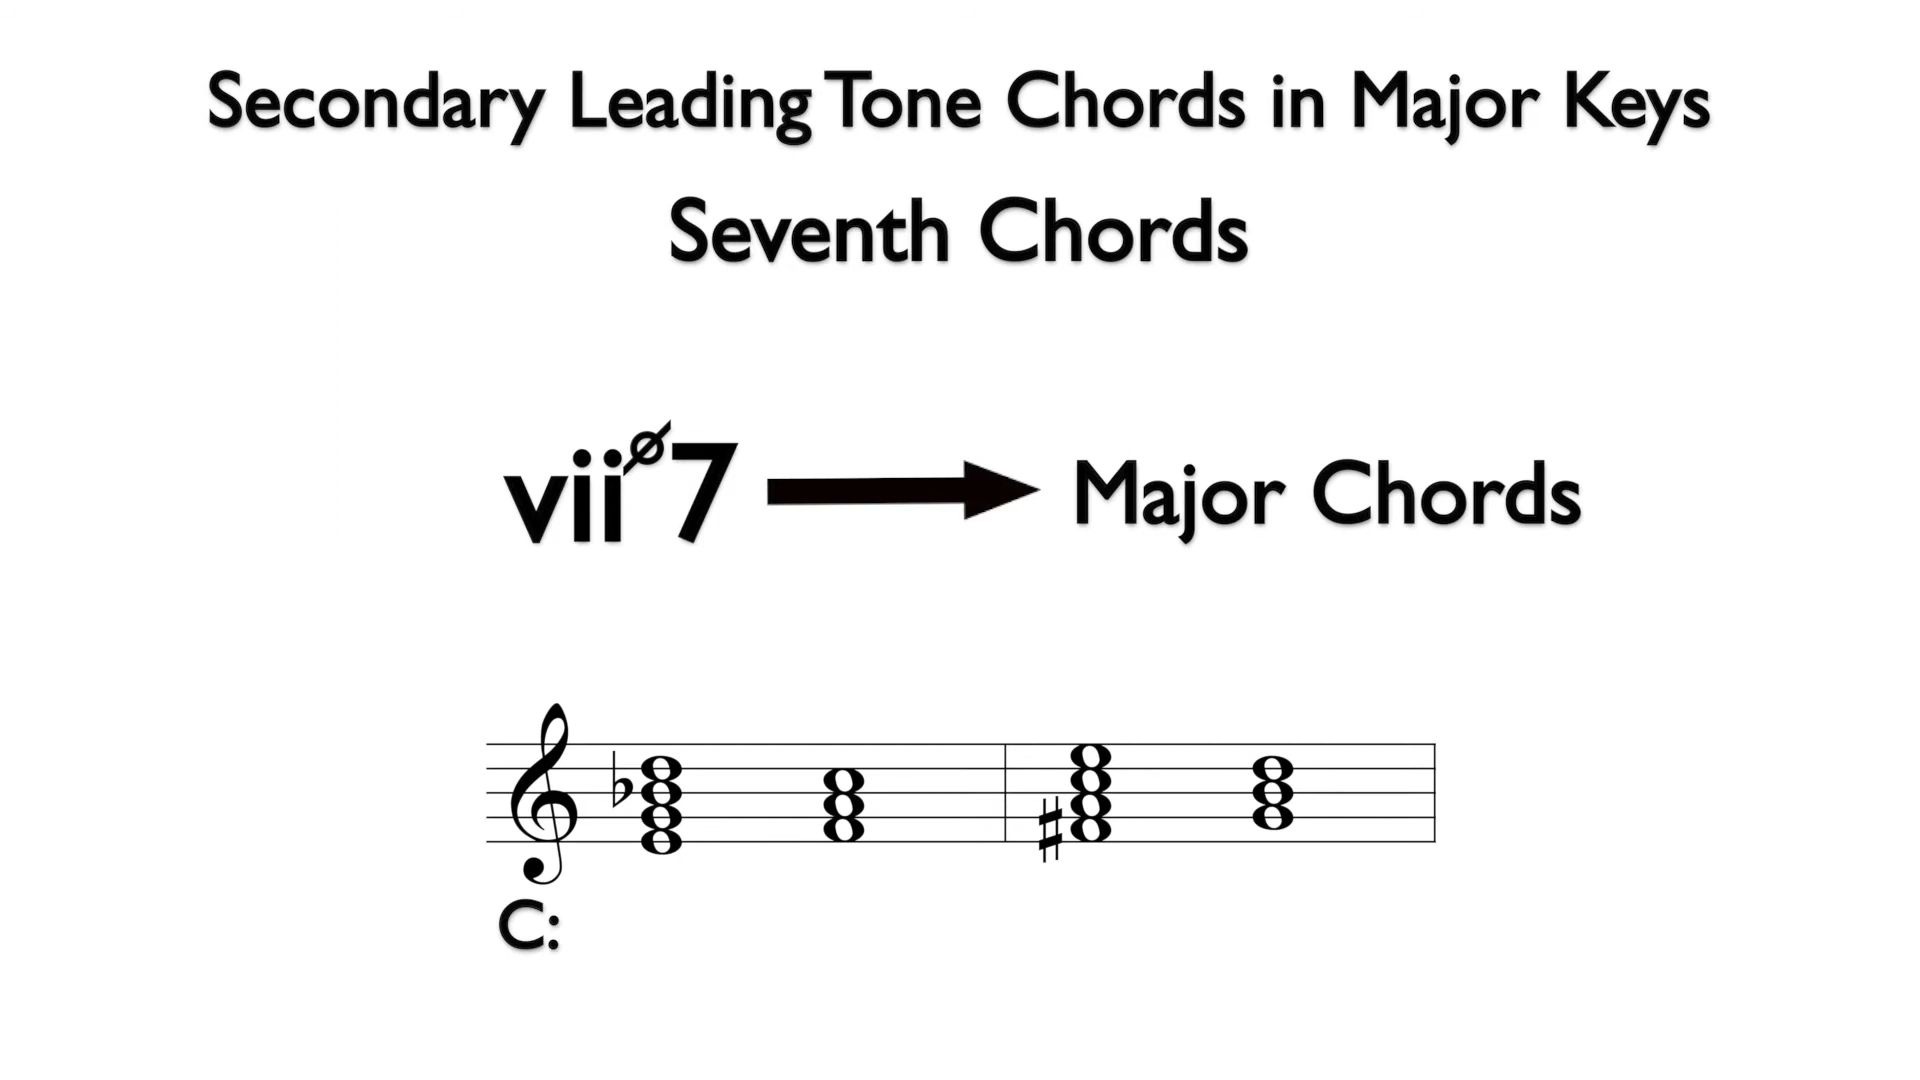 Secondary Leading Tone Chords in Major Keys
Seventh Chords
viiø7 Major Chords
C: